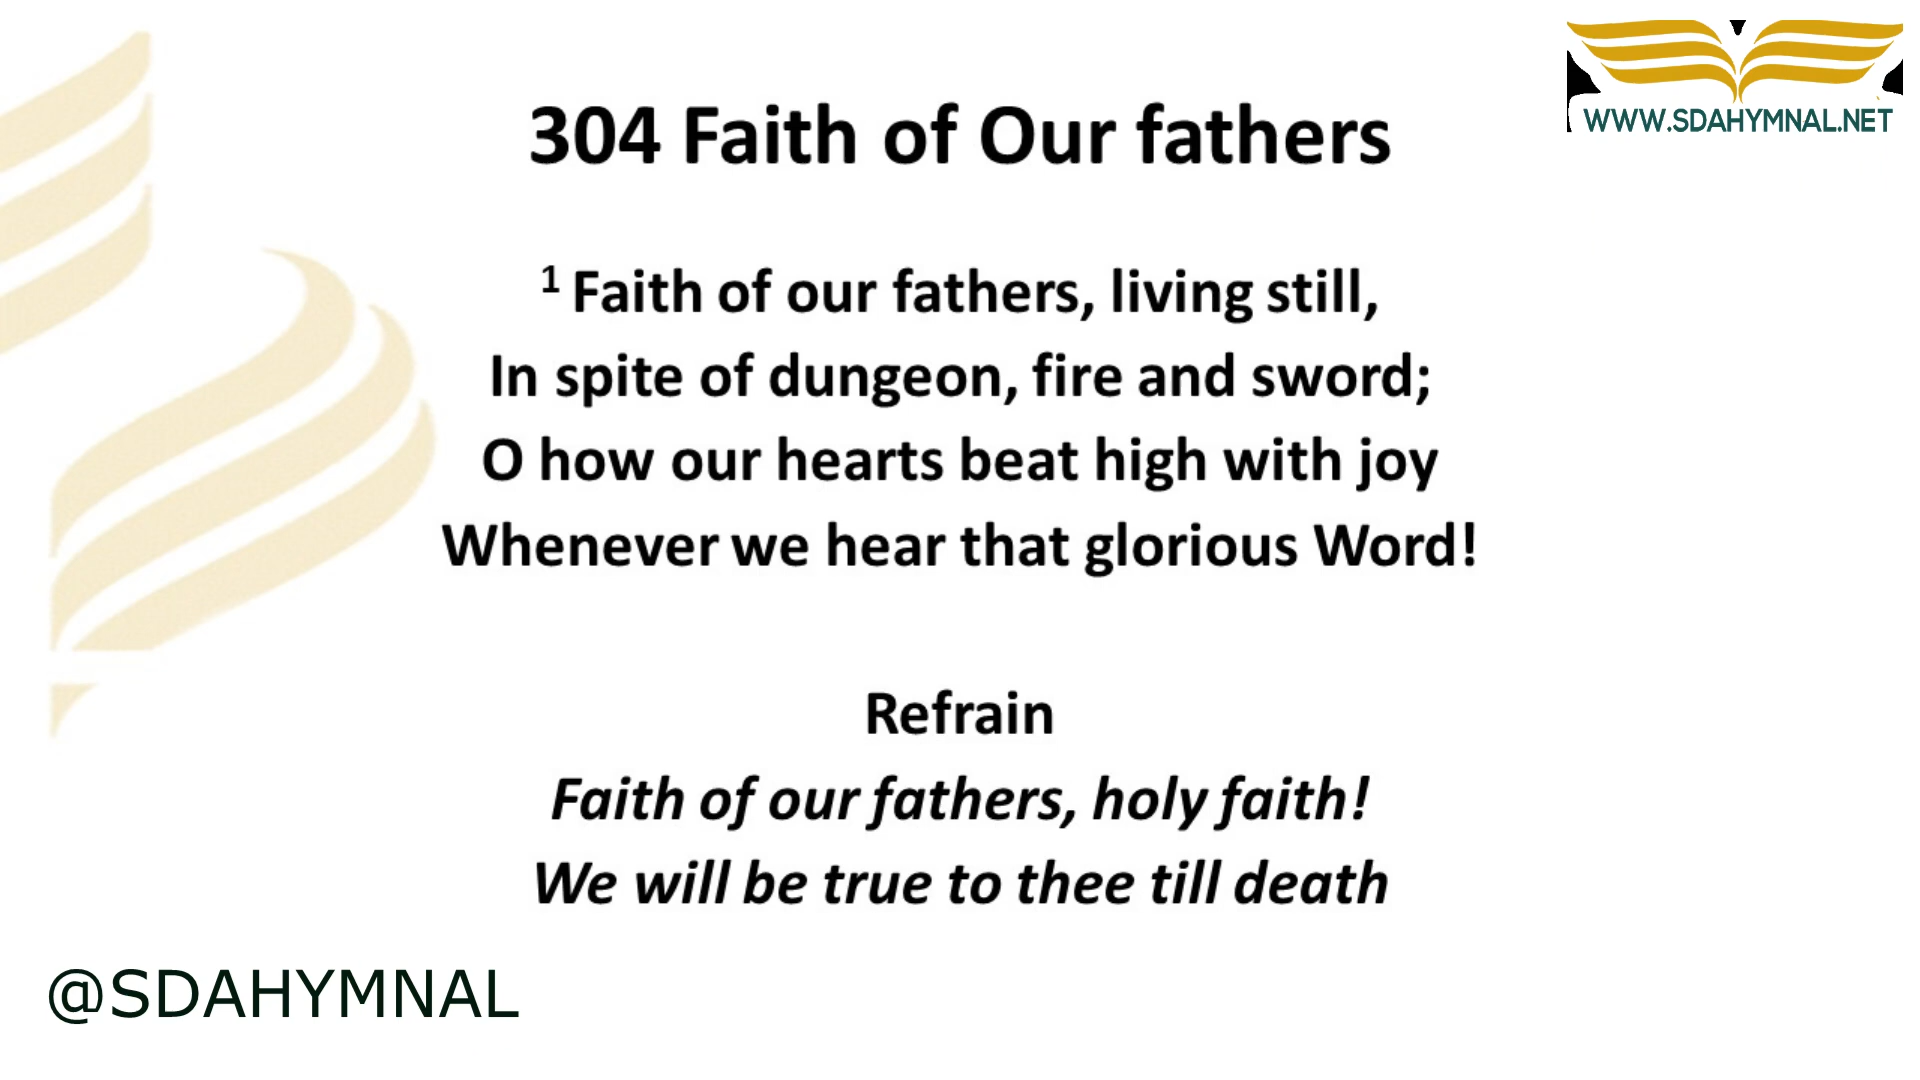 WWW.SDAHYMNAL.NET
304 Faith of Our fathers
1 Faith of our fathers, living still,
In spite of dungeon, fire and sword;
O how our hearts beat high with joy
Whenever we hear that glorious Word!
Refrain
Faith of our fathers, holy faith!
We will be true to thee till death
@SDAHYMNAL